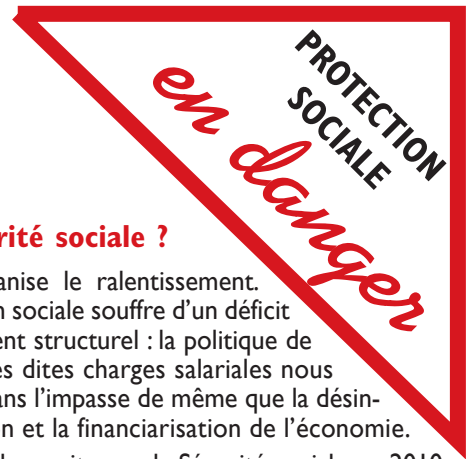 PROTECTION
SOCIALE
en danger
rité sociale ?
anise le ralentissement.
n sociale souffre d'un déficit
ent structurel : la politique de
es dites charges salariales nous
ans l'impasse de même que la désin-
on et la financiarisation de l'économie.